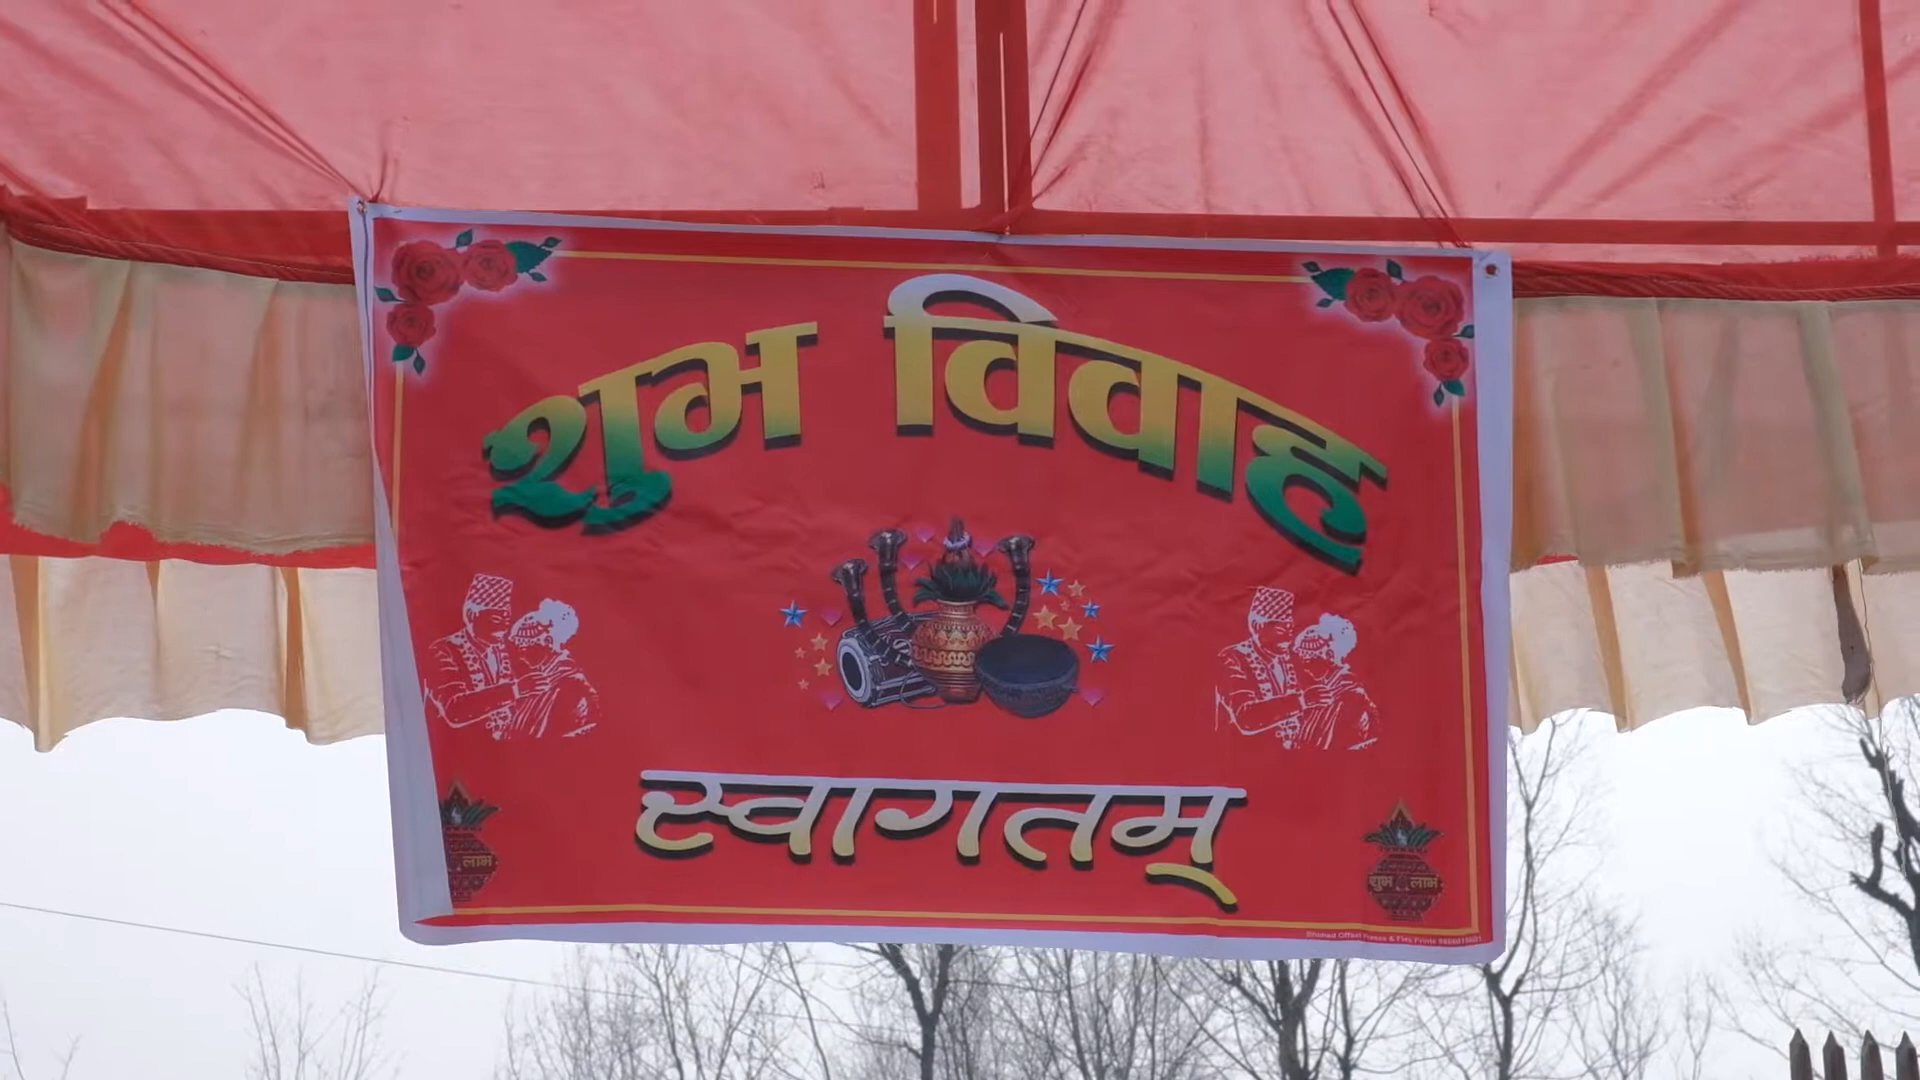 शुभ विवाह
स्वागतम्
लाभ
शुभ लाभ